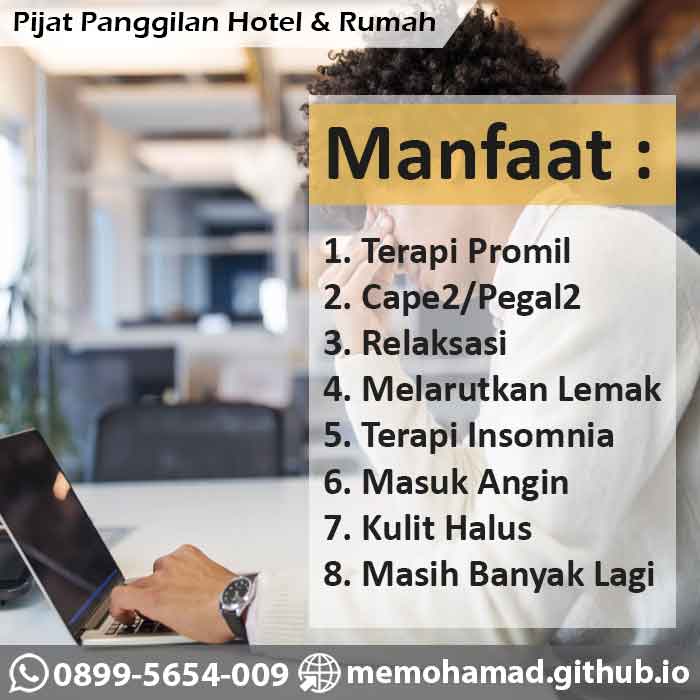 Pijat Panggilan Hotel & Rumah
Manfaat :
1. Terapi Promil
2. Cape2/Pegal2
3. Relaksasi
4. Melarutkan Lemak
5. Terapi Insomnia
6. Masuk Angin
7. Kulit Halus
8. Masih Banyak Lagi
0899-5654-009 memohamad.github.io